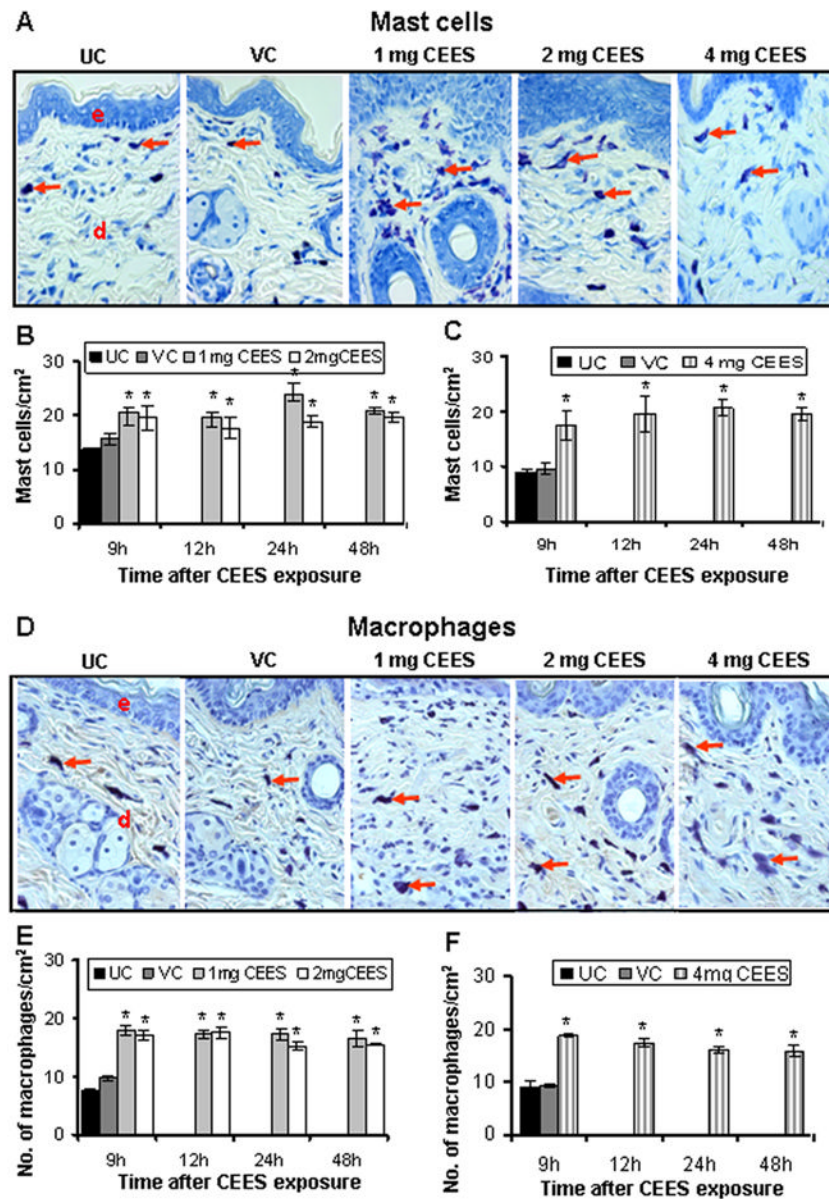 A Mast cells
UC VC 1 mg CEES 2 mg CEES 4 mg CEES
e
d
B
UC VC 1mg CEES 2mgCEES
30
20
10
0
Mast cells/cm²
* * * * * * * *
9h 12h 24h 48h
Time after CEES exposure
C
UC VC 4 mg CEES
30
20
10
0
Mast cells/cm²
* * * *
9h 12h 24h 48h
Time after CEES exposure
D Macrophages
UC VC 1 mg CEES 2 mg CEES 4 mg CEES
e
d
E
UC VC 1mg CEES 2mgCEES
30
20
10
0
No. of macrophages/cm²
* * * * * * * *
9h 12h 24h 48h
Time after CEES exposure
F
UC VC 4mg CEES
30
20
10
0
No. of macrophages/cm²
* * * *
9h 12h 24h 48h
Time after CEES exposure